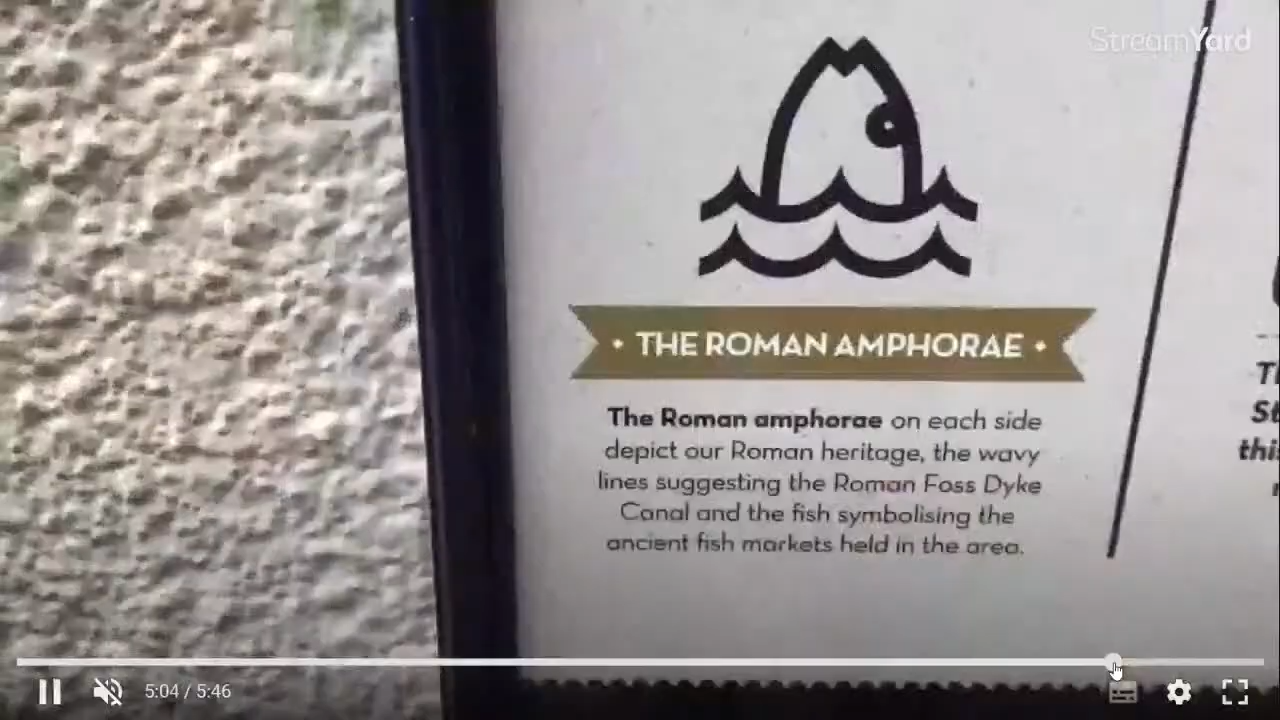 StreamYard
• THE ROMAN AMPHORAE •
The Roman amphorae on each side
depict our Roman heritage, the wavy
lines suggesting the Roman Foss Dyke
Canal and the fish symbolising the
ancient fish markets held in the area.
5:04 / 5:46